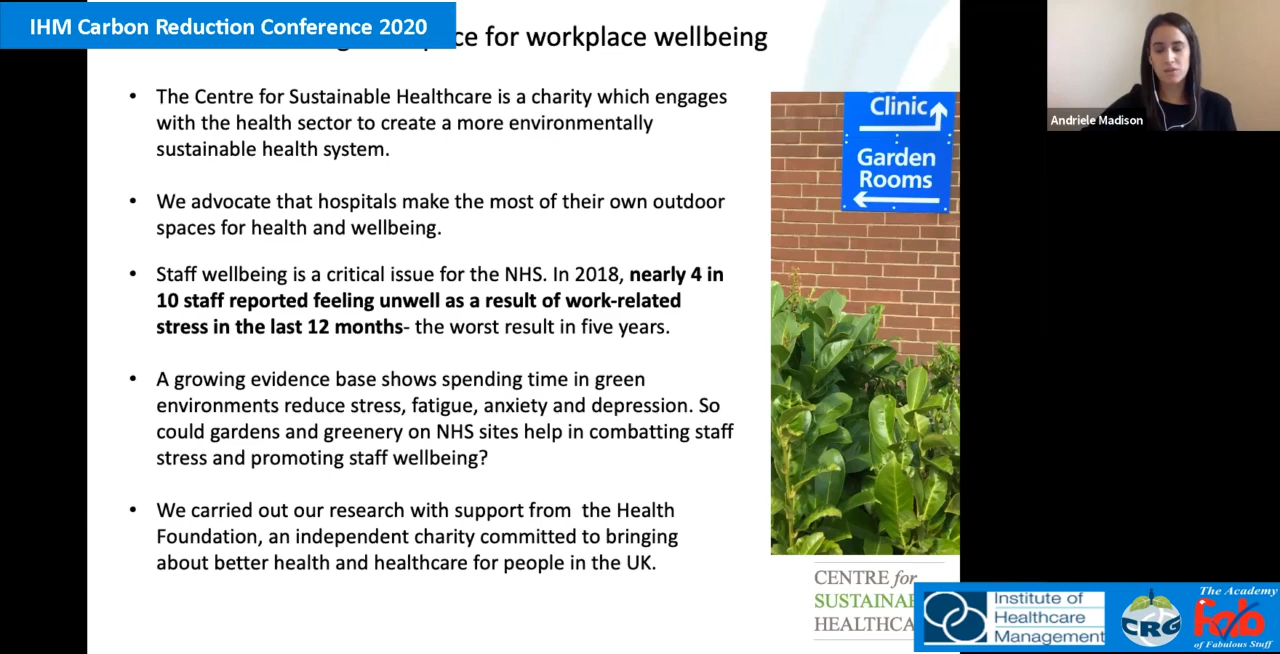 IHM Carbon Reduction Conference 2020
for workplace wellbeing
• The Centre for Sustainable Healthcare is a charity which engages
with the health sector to create a more environmentally
sustainable health system.
• We advocate that hospitals make the most of their own outdoor
spaces for health and wellbeing.
• Staff wellbeing is a critical issue for the NHS. In 2018, nearly 4 in
10 staff reported feeling unwell as a result of work-related
stress in the last 12 months- the worst result in five years.
• A growing evidence base shows spending time in green
environments reduce stress, fatigue, anxiety and depression. So
could gardens and greenery on NHS sites help in combatting staff
stress and promoting staff wellbeing?
• We carried out our research with support from  the Health
Foundation, an independent charity committed to bringing
about better health and healthcare for people in the UK.
Clinic
Garden
Rooms
Andriele Madison
CENTRE for
SUSTAINA
HEALTHCA
Institute of
Healthcare
Management
CRG
The Academy
Fab
of Fabulous Stuff